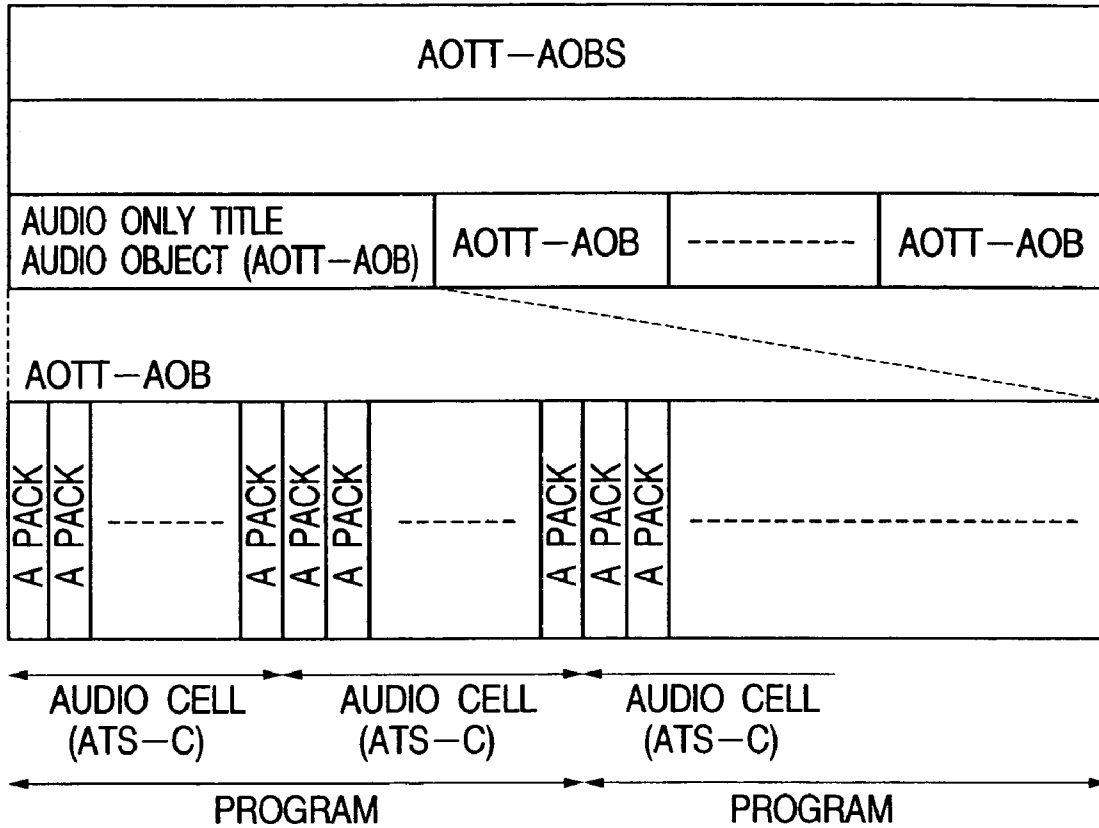 AOTT-AOBS
AUDIO ONLY TITLE
AUDIO OBJECT (AOTT-AOB)
AOTT-AOB
AOTT-AOB
AOTT-AOB
A PACK
A PACK
A PACK
A PACK
A PACK
A PACK
A PACK
A PACK
AUDIO CELL
(ATS-C)
AUDIO CELL
(ATS-C)
AUDIO CELL
(ATS-C)
PROGRAM
PROGRAM